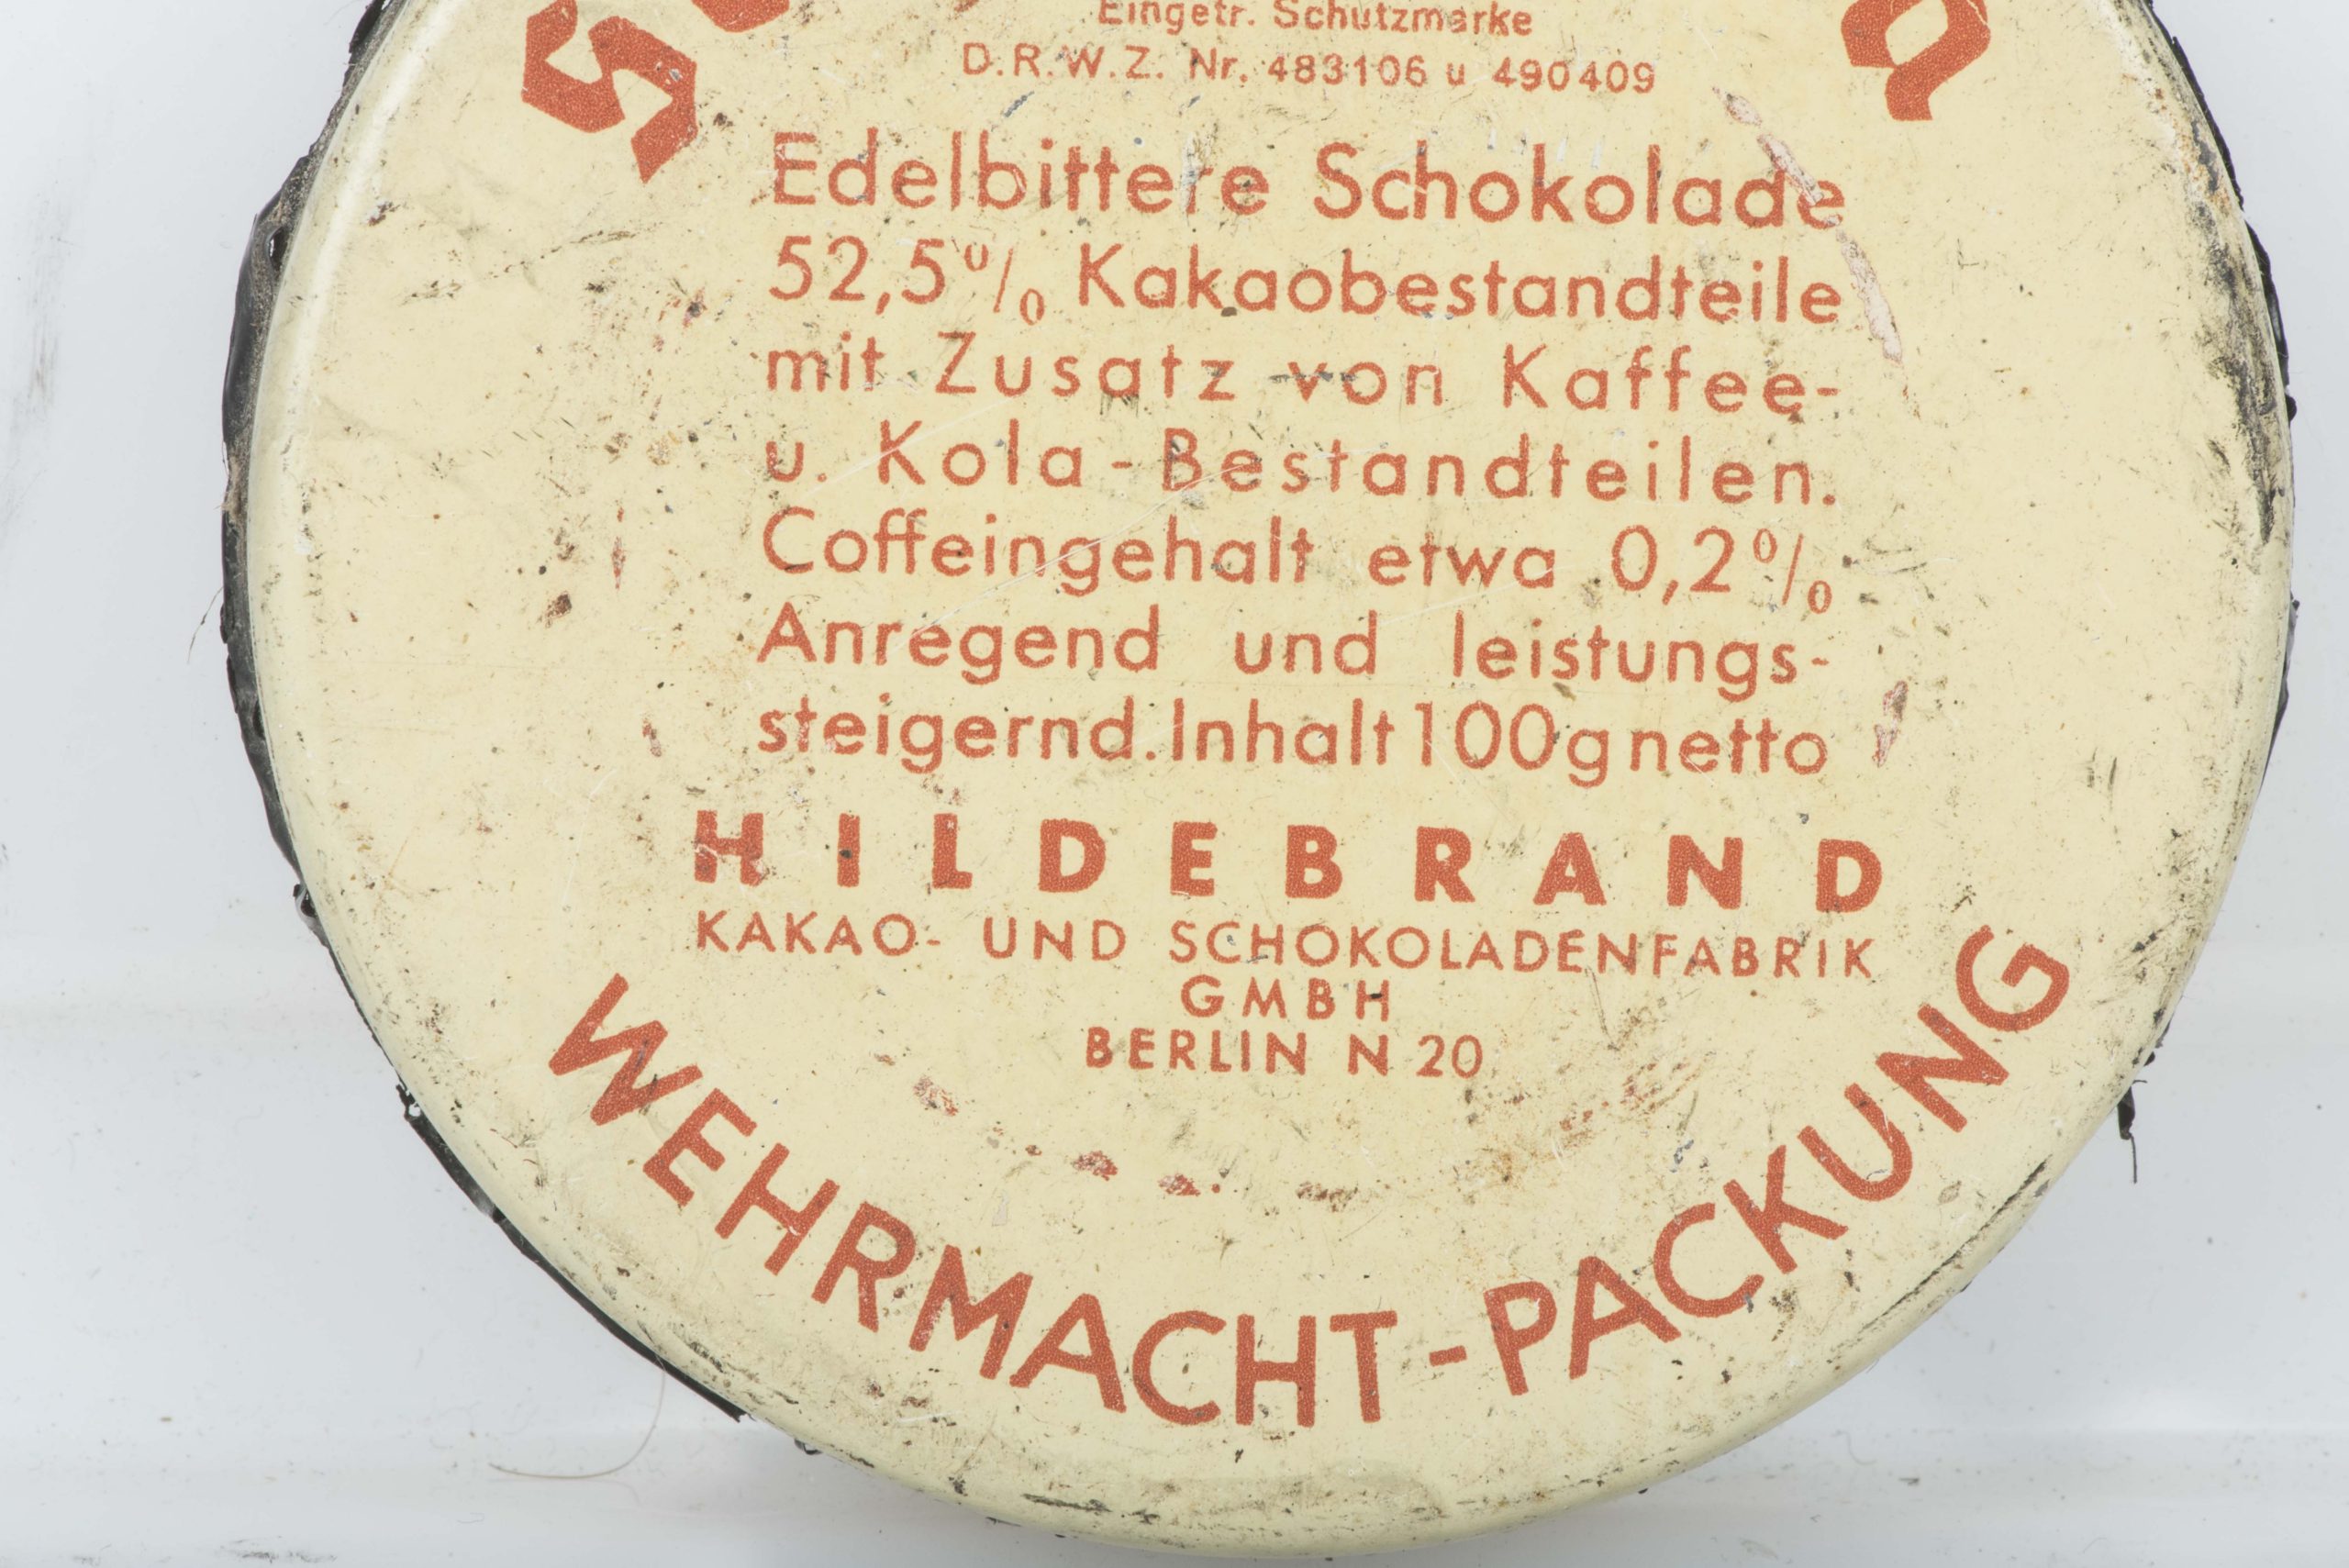 Eingetr. Schutzmarke
D.R.W.Z. Nr. 483106 u 490409
Edelbittere Schokolade
52,5% Kakaobestandteile
mit Zusatz von Kaffee-
u. Kola-Bestandteilen.
Coffeingehalt etwa 0,2%
Anregend und leistungs-
steigernd. Inhalt 100g netto
HILDEBRAND
KAKAO- UND SCHOKOLADENFABRIK
GMBH
BERLIN N 20
WEHRMACHT-PACKUNG